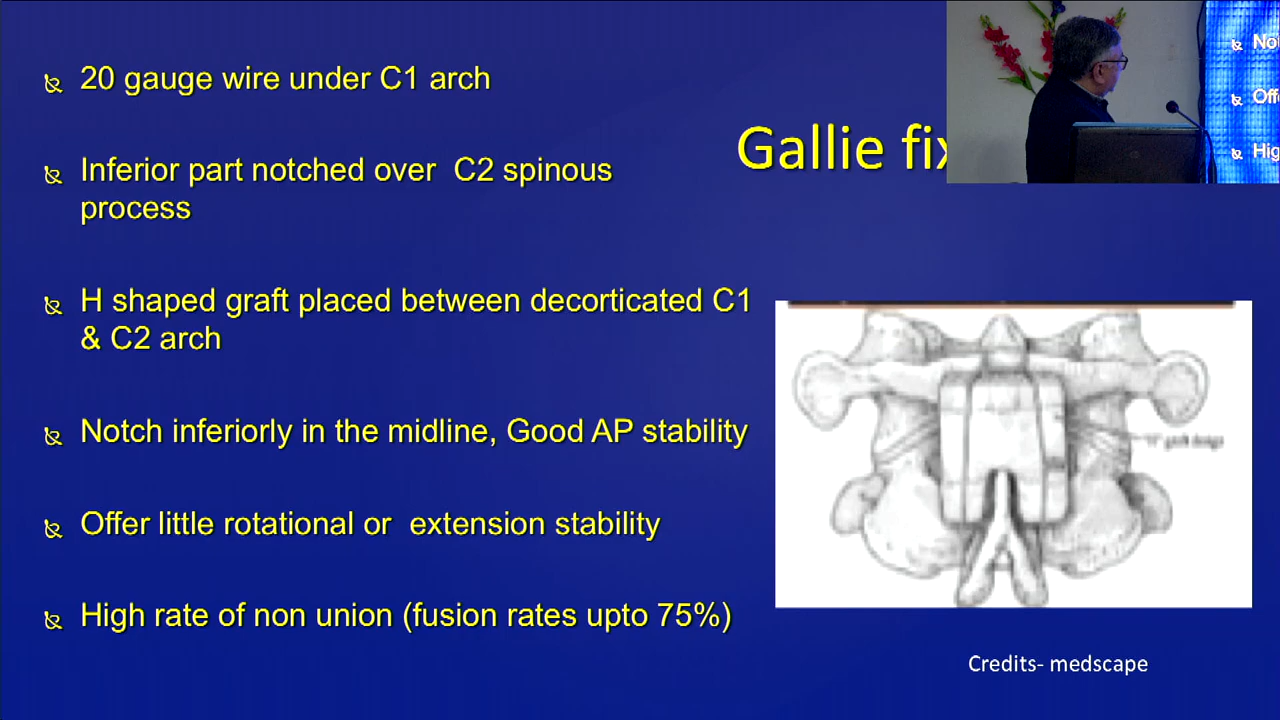 20 gauge wire under C1 arch
Gallie fix
Inferior part notched over C2 spinous
process
H shaped graft placed between decorticated C1
& C2 arch
Notch inferiorly in the midline, Good AP stability
Offer little rotational or extension stability
High rate of non union (fusion rates upto 75%)
Credits- medscape
Off
Hig